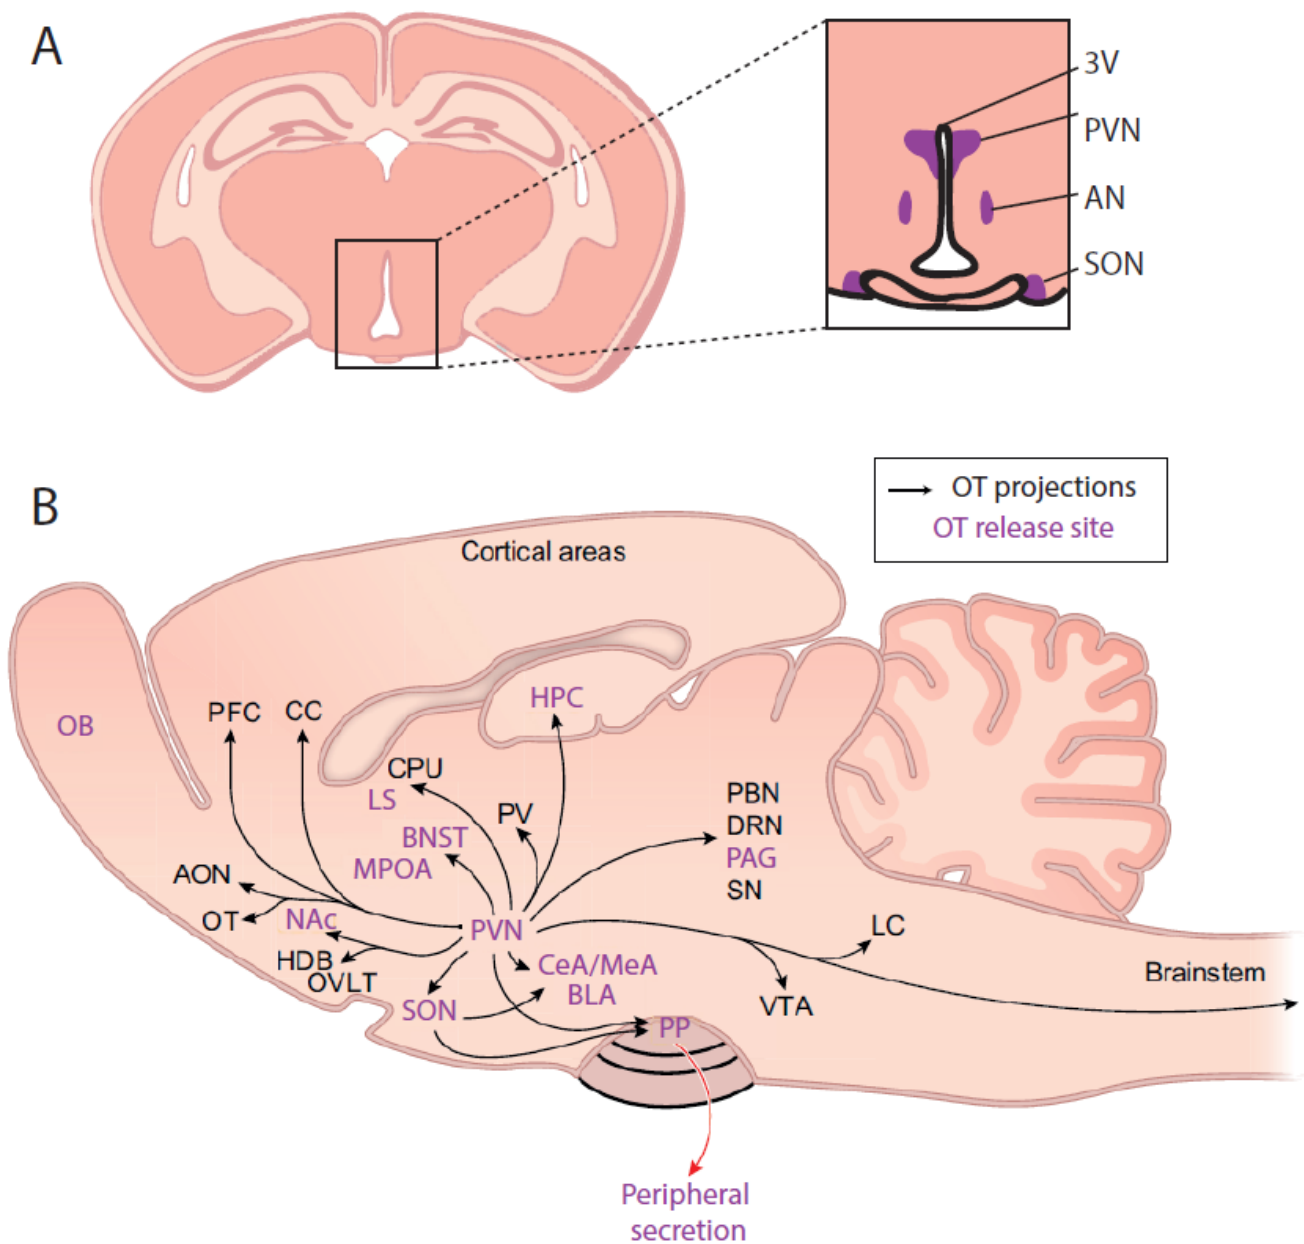 A
3V
PVN
AN
SON
B
OT projections
OT release site
Cortical areas
OB
PFC
CC
HPC
CPU
LS
PV
BNST
MPOA
PBN
DRN
PAG
SN
AON
OT
NAc
PVN
LC
HDB
OVLT
CeA/MeA
BLA
SON
VTA
Brainstem
PP
Peripheral
secretion